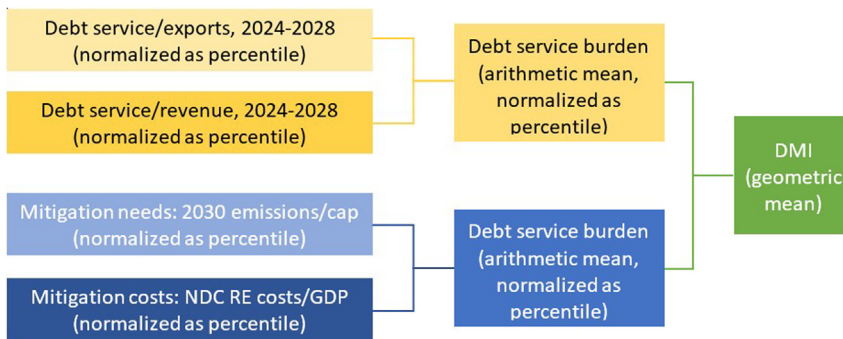 Debt service/exports, 2024-2028
(normalized as percentile)
Debt service/revenue, 2024-2028
(normalized as percentile)
Mitigation needs: 2030 emissions/cap
(normalized as percentile)
Mitigation costs: NDC RE costs/GDP
(normalized as percentile)
Debt service burden
(arithmetic mean,
normalized as
percentile)
Debt service burden
(arithmetic mean,
normalized as
percentile)
DMI
(geometric
mean)